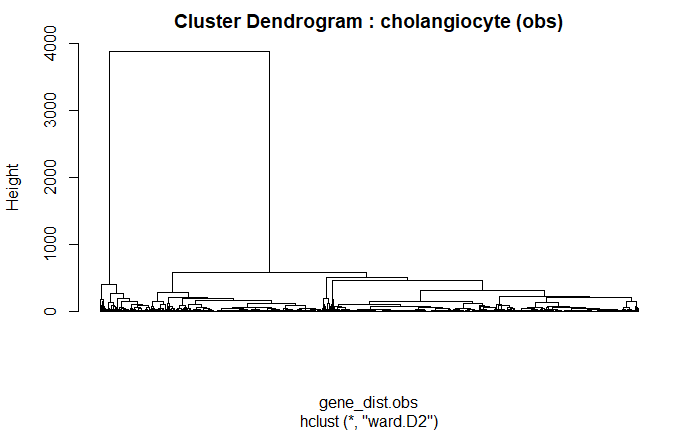 Cluster Dendrogram : cholangiocyte (obs)
4000
3000
2000
1000
0
Height
gene_dist.obs
hclust (*, "ward.D2")